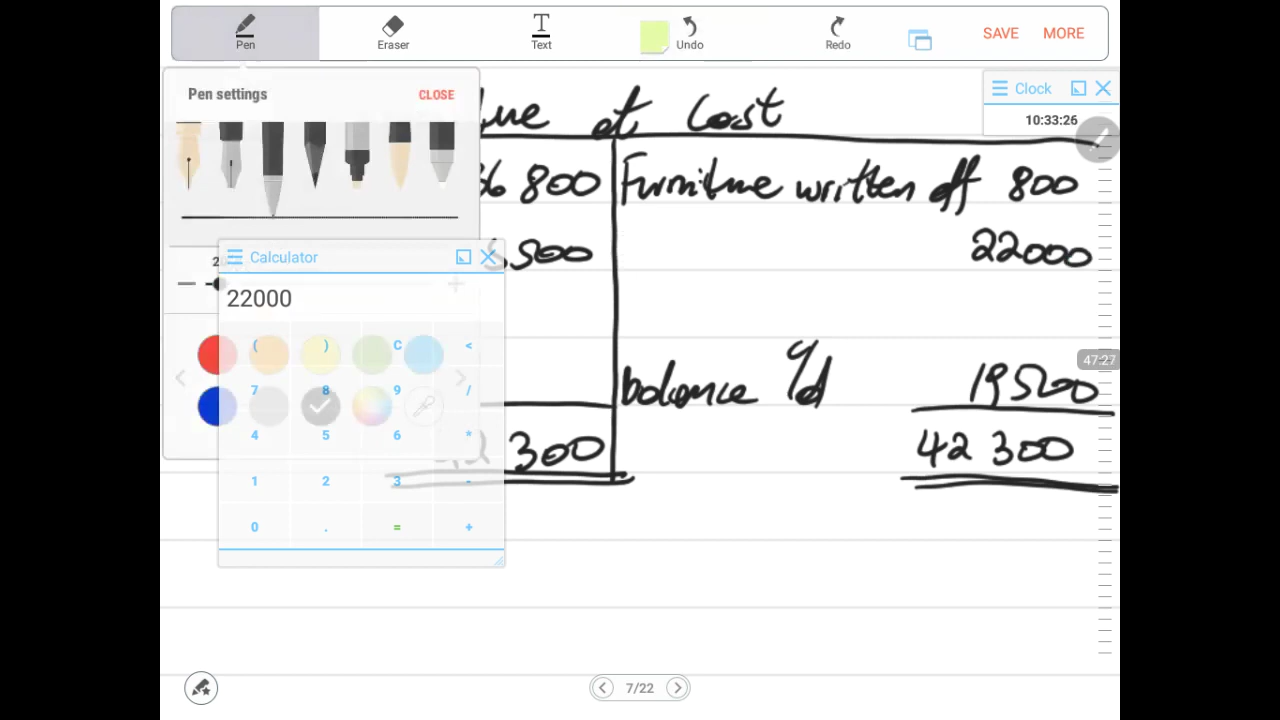 Pen Eraser Text Undo Redo SAVE MORE
Pen settings CLOSE
at Cost
Clock
10:33:26
800 Furniture written off 800
Calculator
500 22000
22000
( ) C <
7 8 9 /
47:27
balance c/d 19500
4 5 6 *
300 42 300
1 2 3 -
0 . = +
7/22